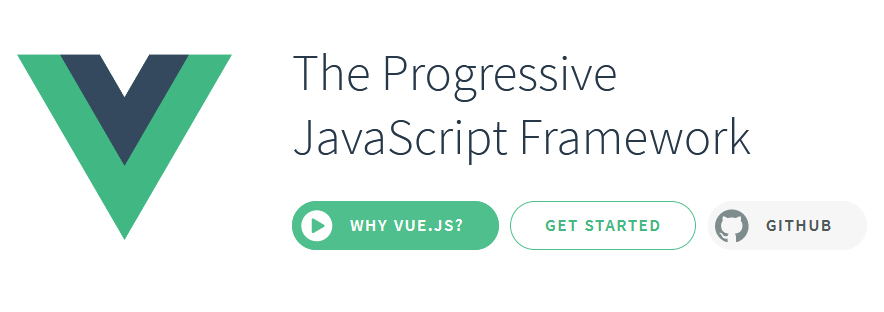 The Progressive
JavaScript Framework
WHY VUE.JS?
GET STARTED
GITHUB